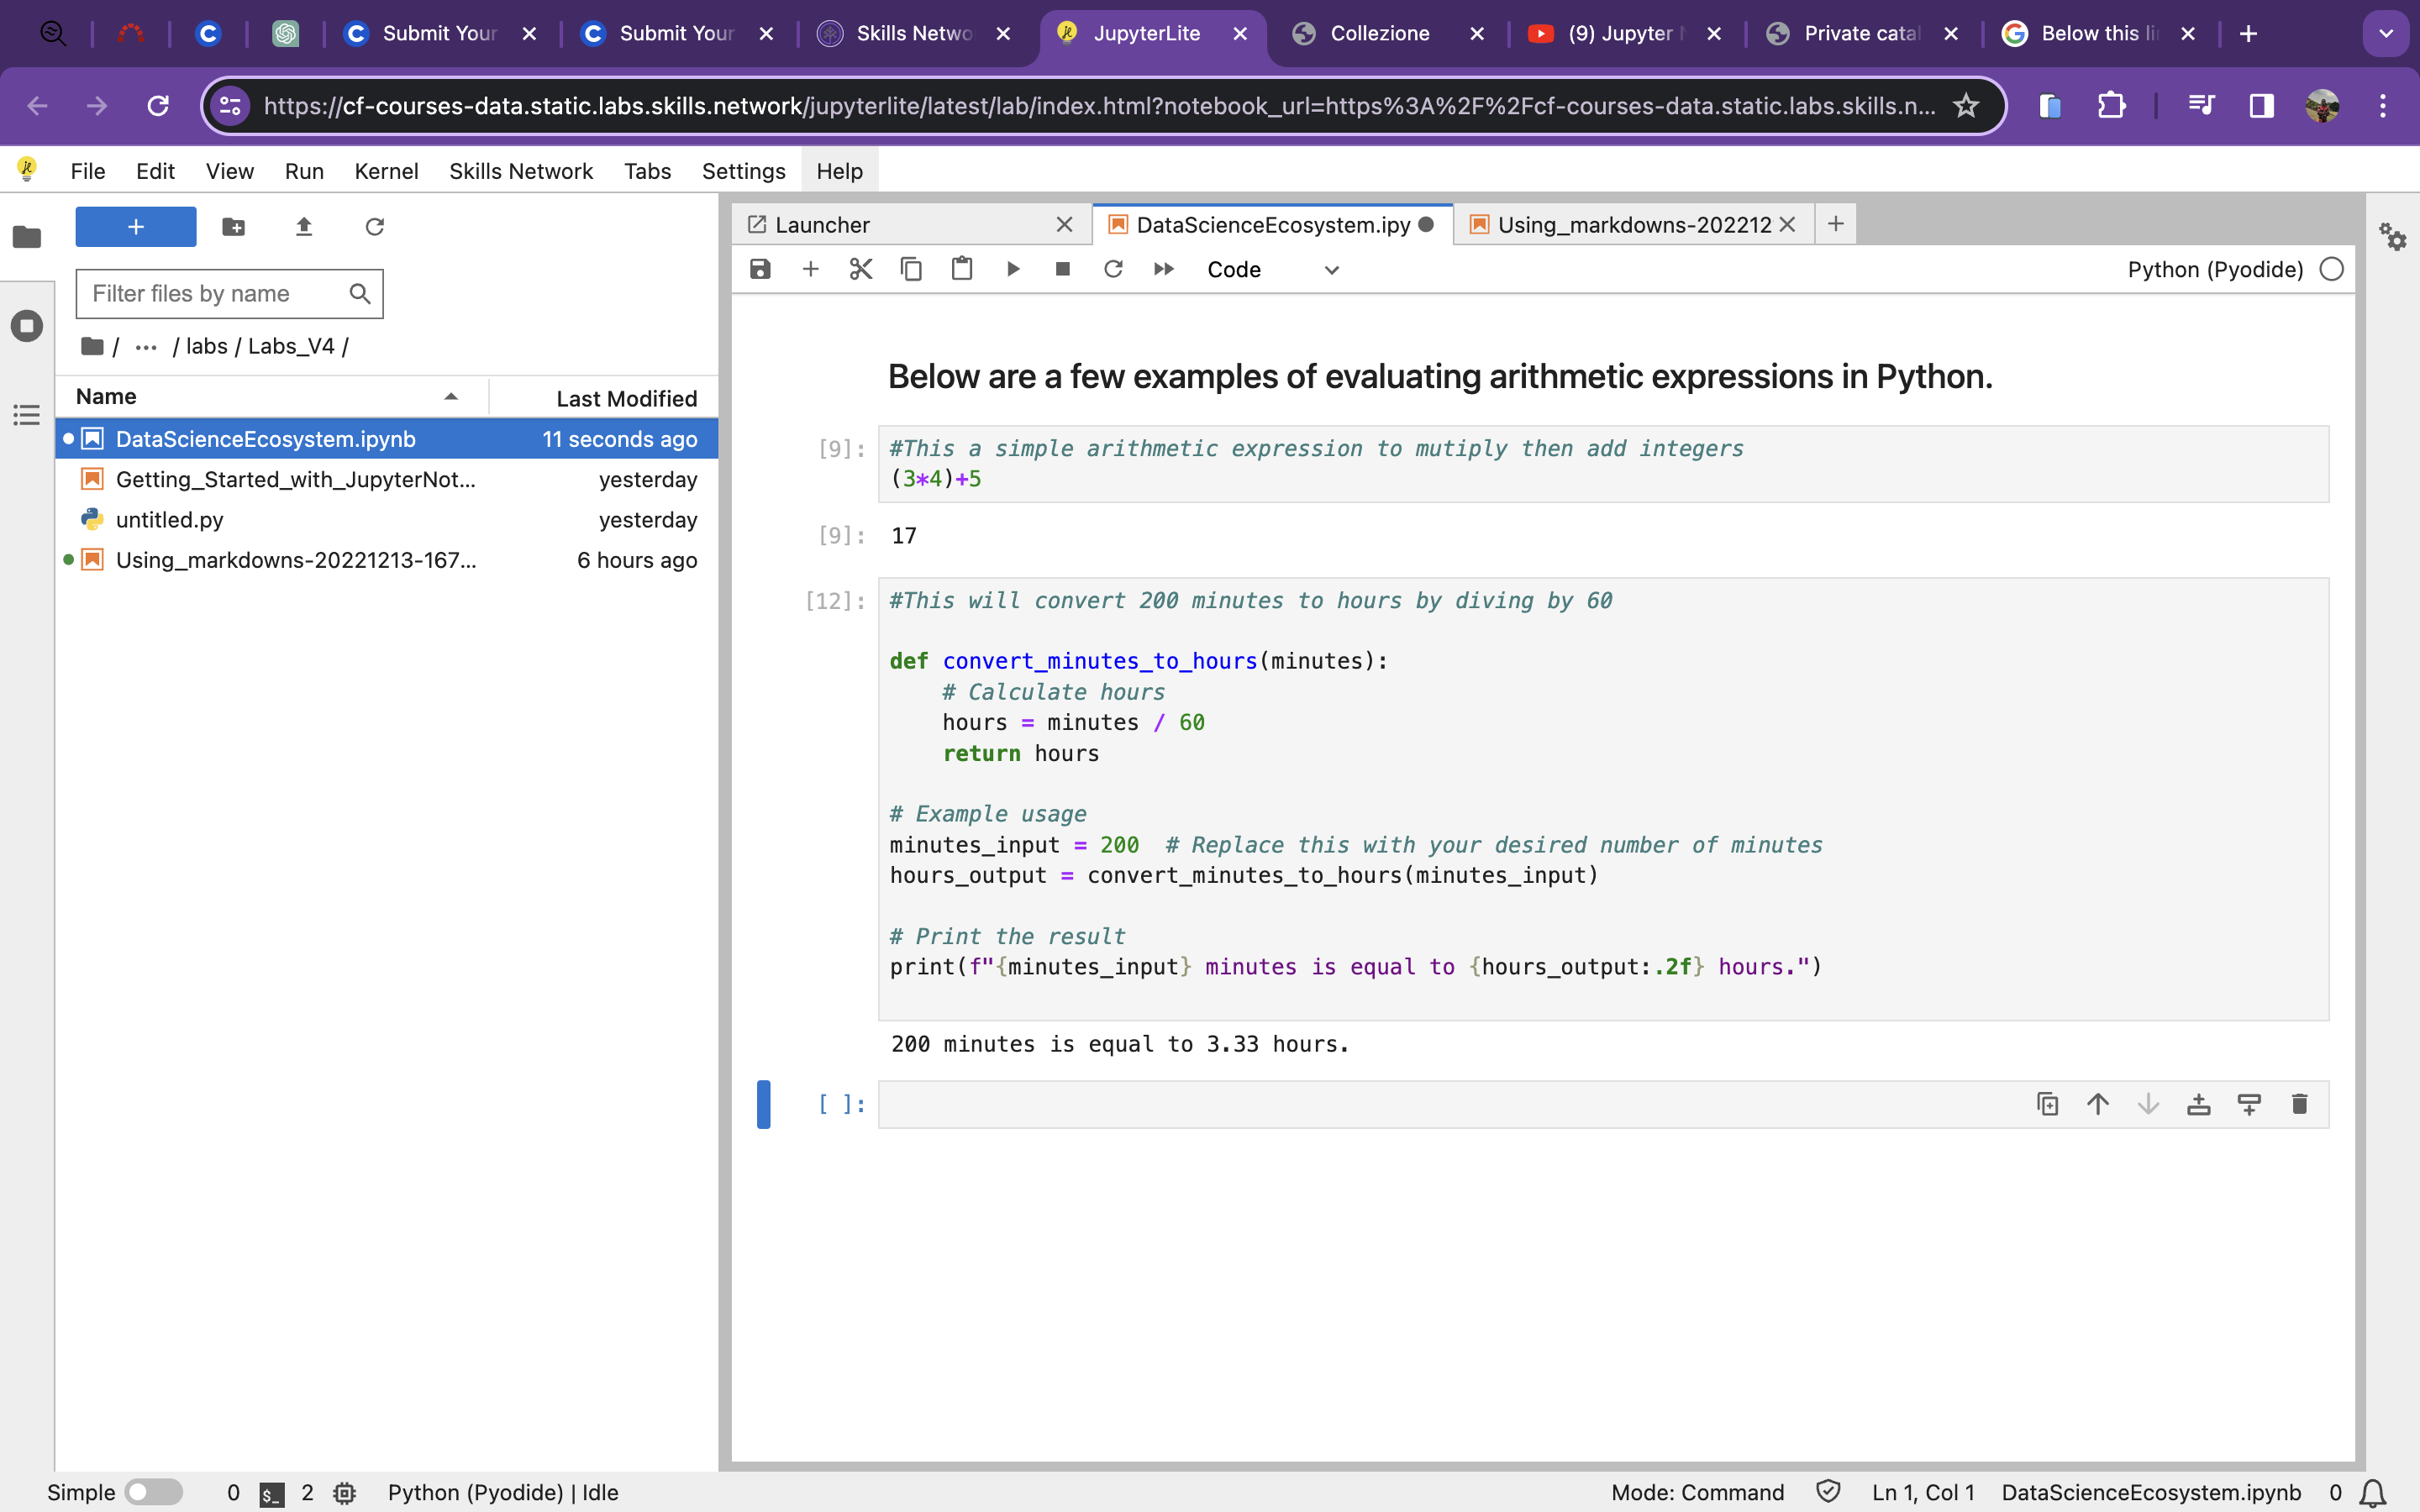 Submit Your
Submit Your
Skills Netwo
JupyterLite
Collezione
(9) Jupyter
Private catal
Below this li
https://cf-courses-data.static.labs.skills.network/jupyterlite/latest/lab/index.html?notebook_url=https%3A%2F%2Fcf-courses-data.static.labs.skills.n...
File Edit View Run Kernel Skills Network Tabs Settings Help
Filter files by name
/ ... / labs / Labs_V4 /
Name Last Modified
DataScienceEcosystem.ipynb 11 seconds ago
Getting_Started_with_JupyterNot... yesterday
untitled.py yesterday
Using_markdowns-20221213-167... 6 hours ago
Launcher
DataScienceEcosystem.ipy
Using_markdowns-202212
Code
Python (Pyodide)
Below are a few examples of evaluating arithmetic expressions in Python.
[9]: #This a simple arithmetic expression to mutiply then add integers
(3*4)+5
[9]: 17
[12]: #This will convert 200 minutes to hours by diving by 60
def convert_minutes_to_hours(minutes):
# Calculate hours
hours = minutes / 60
return hours
# Example usage
minutes_input = 200 # Replace this with your desired number of minutes
hours_output = convert_minutes_to_hours(minutes_input)
# Print the result
print(f"{minutes_input} minutes is equal to {hours_output:.2f} hours.")
200 minutes is equal to 3.33 hours.
[ ]:
Simple 0 $_ 2 Python (Pyodide) | Idle
Mode: Command Ln 1, Col 1 DataScienceEcosystem.ipynb 0